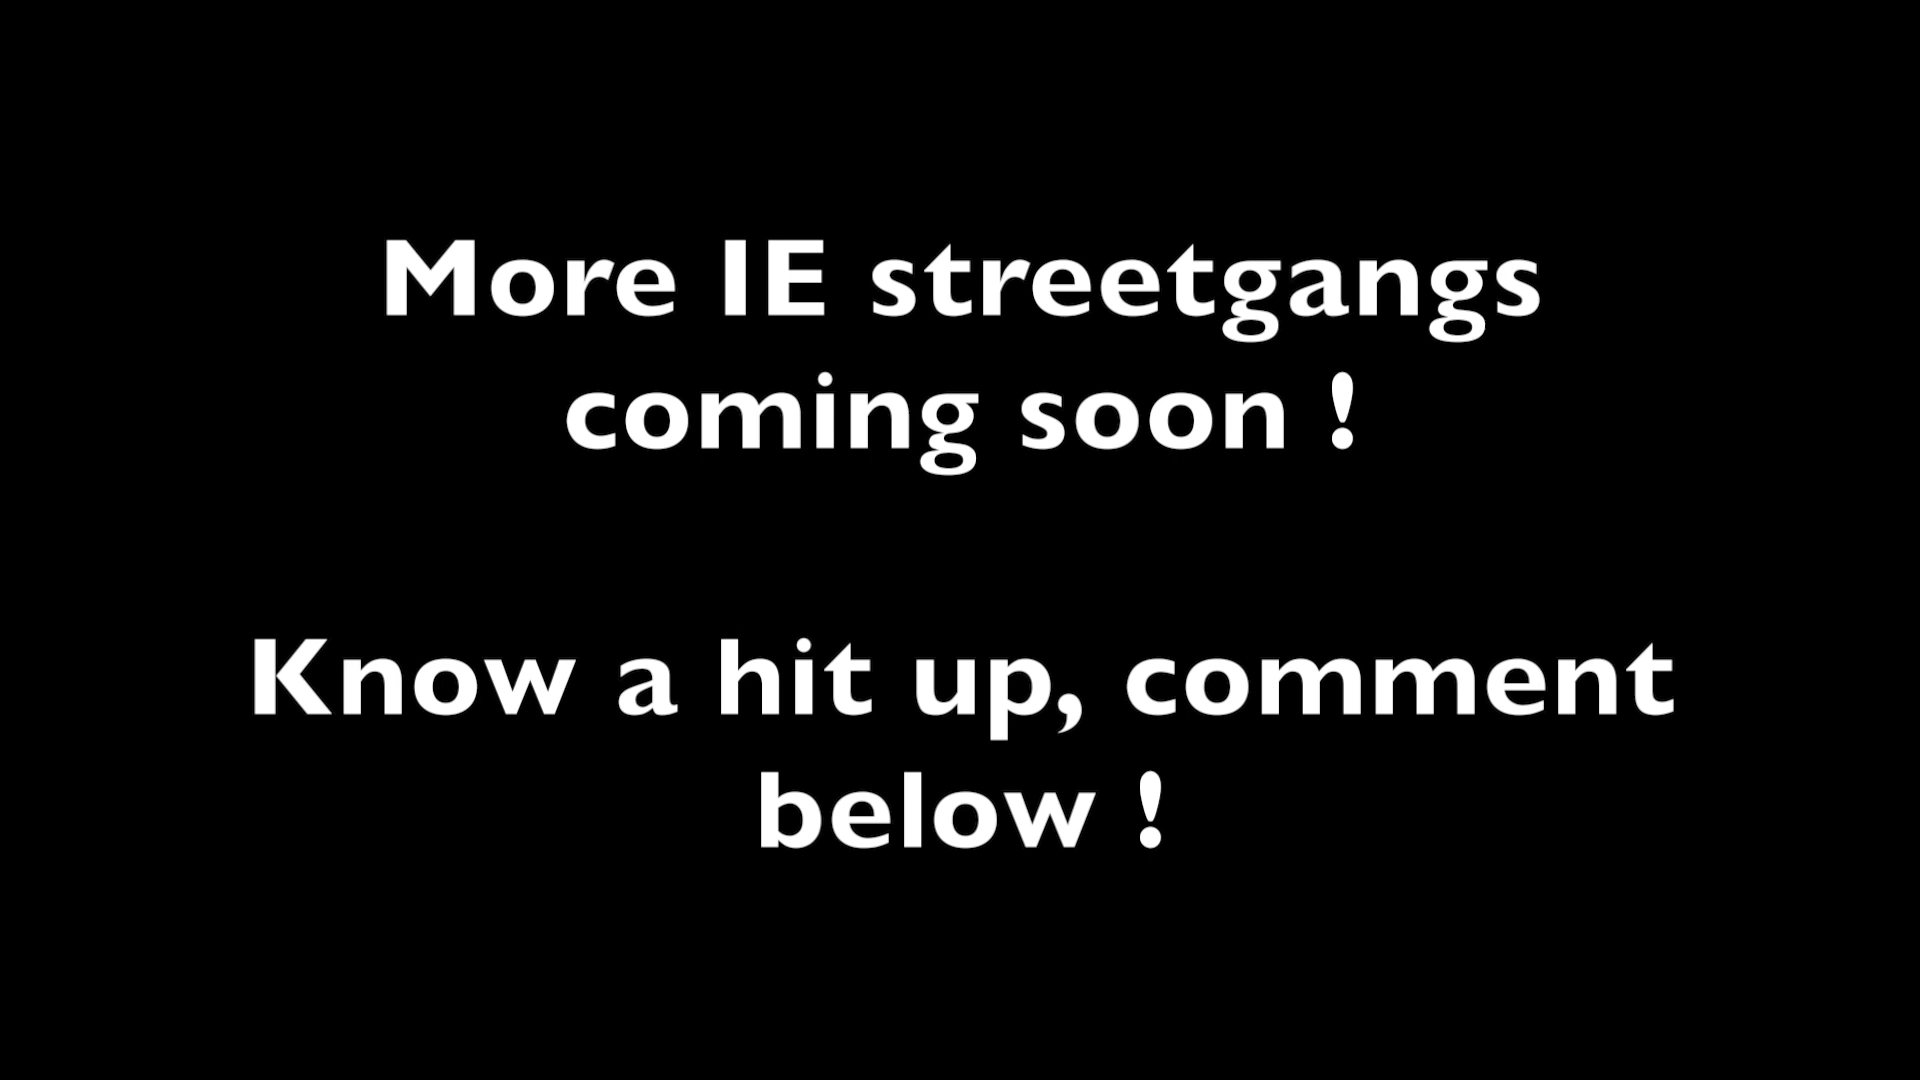 More IE streetgangs
coming soon !
Know a hit up, comment
below !